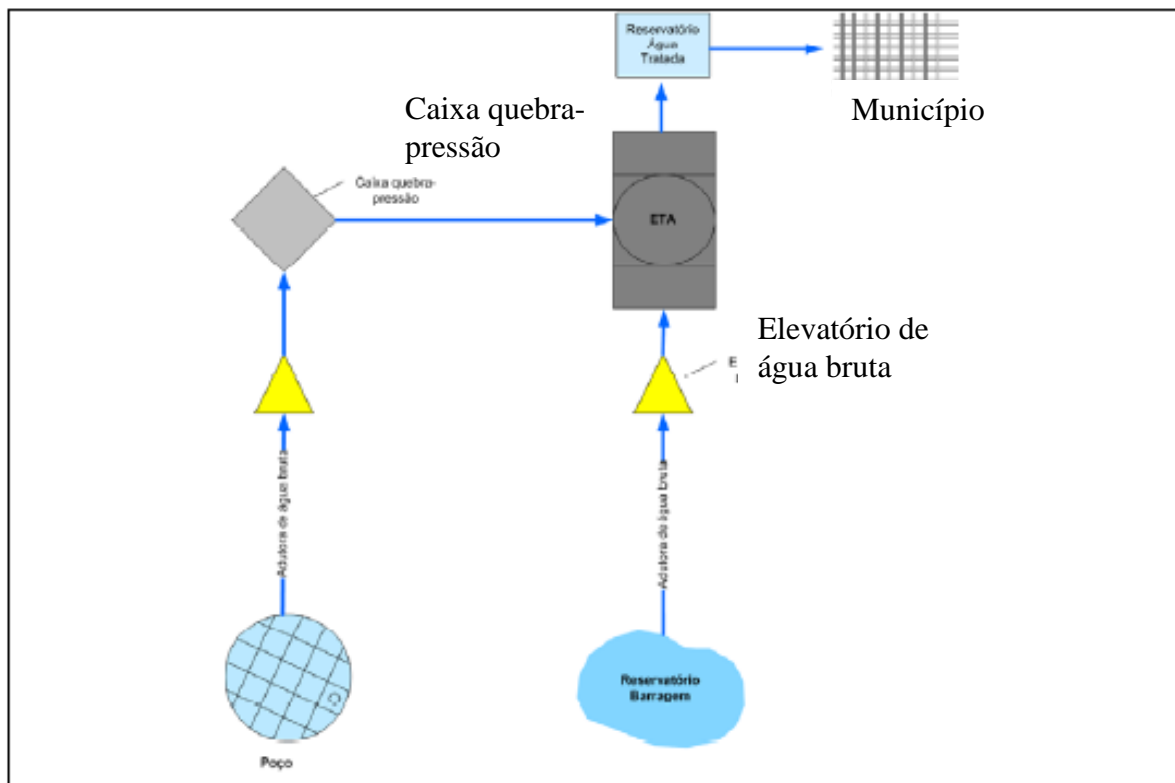 Reservatório
Água
Tratada
Município
Caixa quebra-
pressão
Caixa quebra-
pressão
ETA
Elevatório de
água bruta
E
Adutora de água bruta
Adutora de água bruta
Reservatório
Barragem
Poço